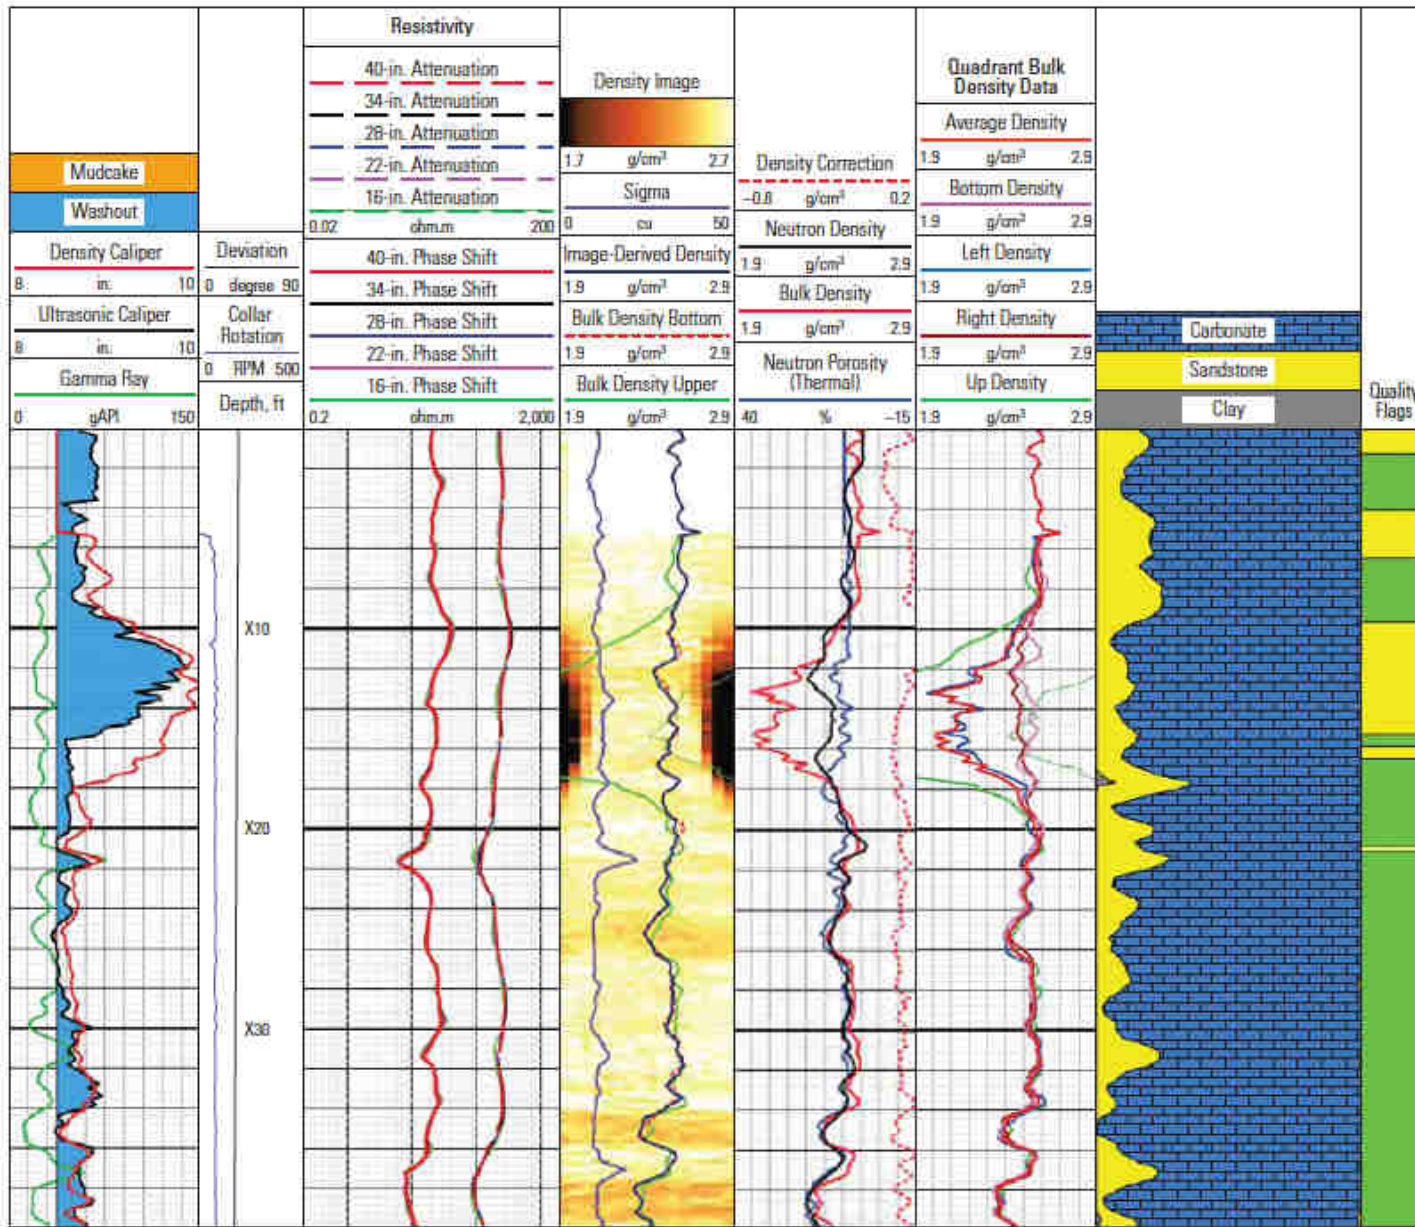 Mudcake
Washout
Density Caliper
8 in. 10
Ultrasonic Caliper
8 in. 10
Gamma Ray
0 gAPI 150
Deviation
0 degree 90
Collar
Rotation
0 RPM 500
Depth, ft
Resistivity
40-in. Attenuation
34-in. Attenuation
28-in. Attenuation
22-in. Attenuation
16-in. Attenuation
0.02 ohm.m 200
40-in. Phase Shift
34-in. Phase Shift
28-in. Phase Shift
22-in. Phase Shift
16-in. Phase Shift
0.2 ohm.m 2,000
Density Image
1.7 g/cm³ 2.7
Sigma
0 cu 50
Image-Derived Density
1.9 g/cm³ 2.9
Bulk Density Bottom
1.9 g/cm³ 2.9
Bulk Density Upper
1.9 g/cm³ 2.9
Density Correction
−0.8 g/cm³ 0.2
Neutron Density
1.9 g/cm³ 2.9
Bulk Density
1.9 g/cm³ 2.9
Neutron Porosity
(Thermal)
40 % −15
Quadrant Bulk
Density Data
Average Density
1.9 g/cm³ 2.9
Bottom Density
1.9 g/cm³ 2.9
Left Density
1.9 g/cm³ 2.9
Right Density
1.9 g/cm³ 2.9
Up Density
1.9 g/cm³ 2.9
Carbonate
Sandstone
Clay
Quality
Flags
X10
X20
X30